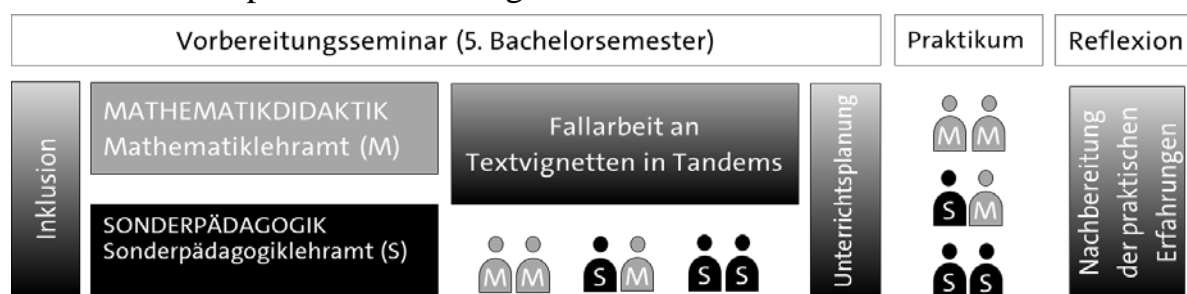 Vorbereitungsseminar (5. Bachelorsemester)
Praktikum
Reflexion
Inklusion
MATHEMATIKDIDAKTIK
Mathematiklehramt (M)
SONDERPÄDAGOGIK
Sonderpädagogiklehramt (S)
Fallarbeit an
Textvignetten in Tandems
M M S M S S
Unterrichtsplanung
M M
S M
S S
Nachbereitung
der praktischen
Erfahrungen